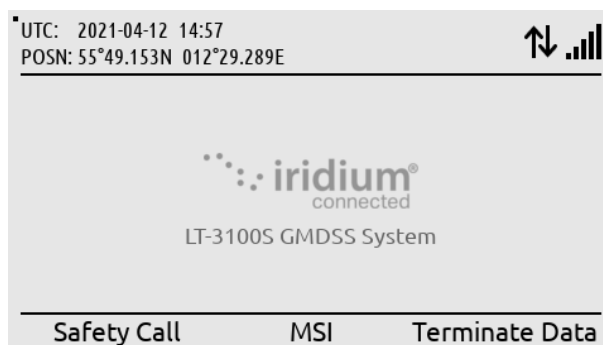 UTC: 2021-04-12 14:57
POSN: 55°49.153N 012°29.289E
iridium®
connected
LT-3100S GMDSS System
Safety Call MSI Terminate Data